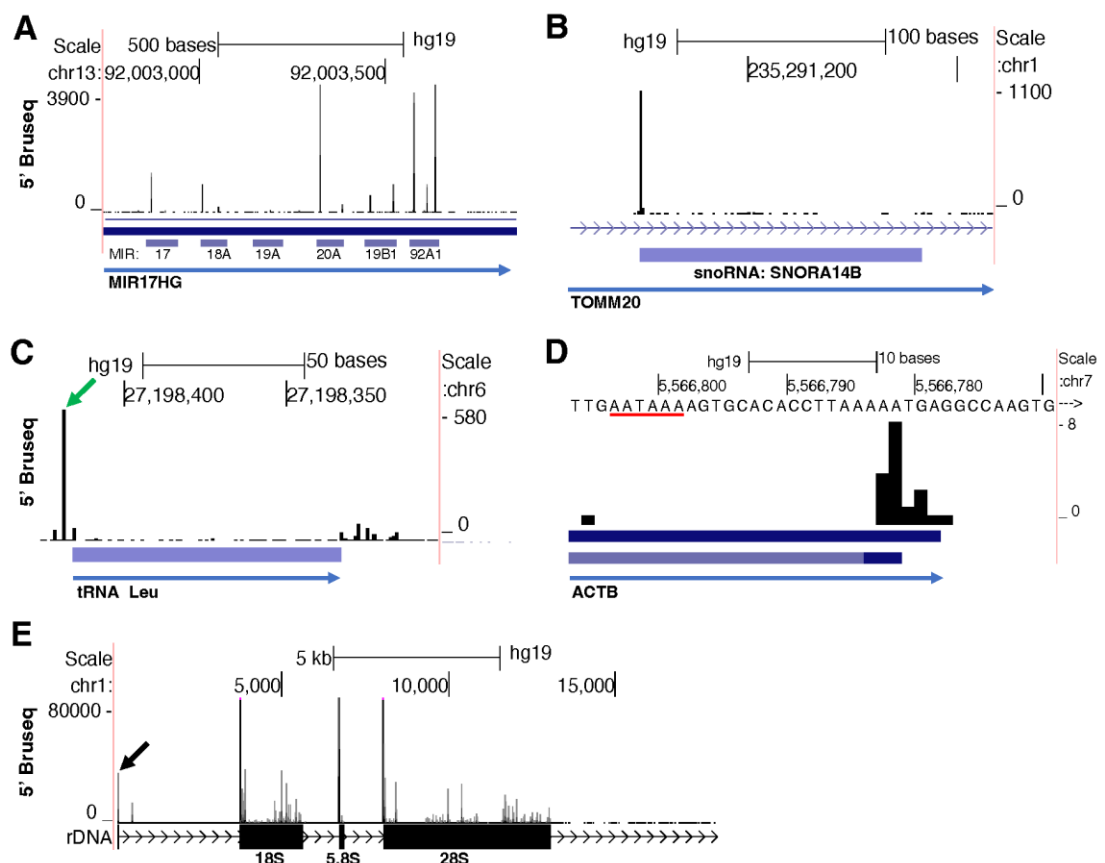 A
Scale 500 bases hg19
chr13: 92,003,000 92,003,500
3900 -
5' Bruseq
0 _
MIR: 17 18A 19A 20A 19B1 92A1
MIR17HG
B
hg19 100 bases Scale
235,291,200 :chr1
- 1100
_ 0
snoRNA: SNORA14B
TOMM20
C
hg19 50 bases Scale
27,198,400 27,198,350 :chr6
- 580
5' Bruseq
_ 0
tRNA Leu
D
hg19 10 bases Scale
5,566,800 5,566,790 5,566,780 :chr7
TTGAATAAAAGTGCACACCTTAAAAATGAGGCCAAGTG --->
- 8
_ 0
ACTB
E
Scale 5 kb hg19
chr1: 5,000 10,000 15,000
80000 -
5' Bruseq
0 _
rDNA
18S 5.8S 28S